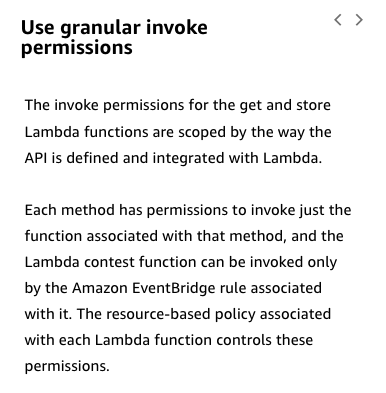 Use granular invoke
permissions
The invoke permissions for the get and store
Lambda functions are scoped by the way the
API is defined and integrated with Lambda.
Each method has permissions to invoke just the
function associated with that method, and the
Lambda contest function can be invoked only
by the Amazon EventBridge rule associated
with it. The resource-based policy associated
with each Lambda function controls these
permissions.